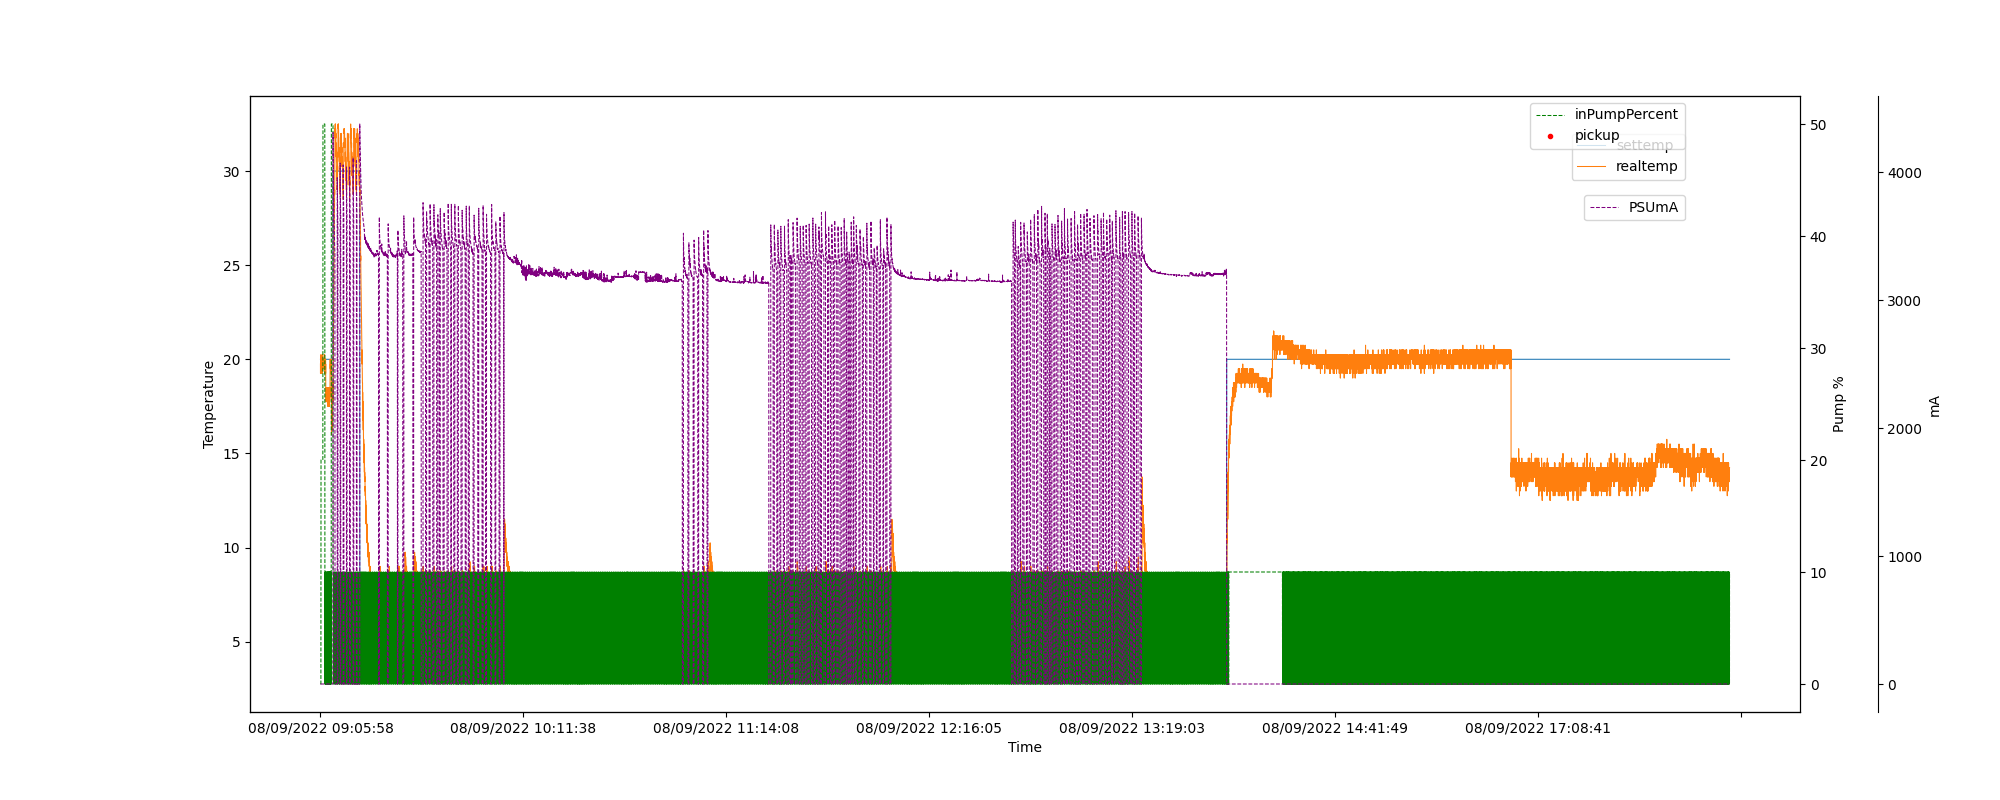 inPumpPercent
pickup
settemp
realtemp
PSUmA
30
25
20
15
10
5
Temperature
50
40
30
20
10
0
Pump %
4000
3000
2000
1000
0
mA
08/09/2022 09:05:58
08/09/2022 10:11:38
08/09/2022 11:14:08
08/09/2022 12:16:05
08/09/2022 13:19:03
08/09/2022 14:41:49
08/09/2022 17:08:41
Time